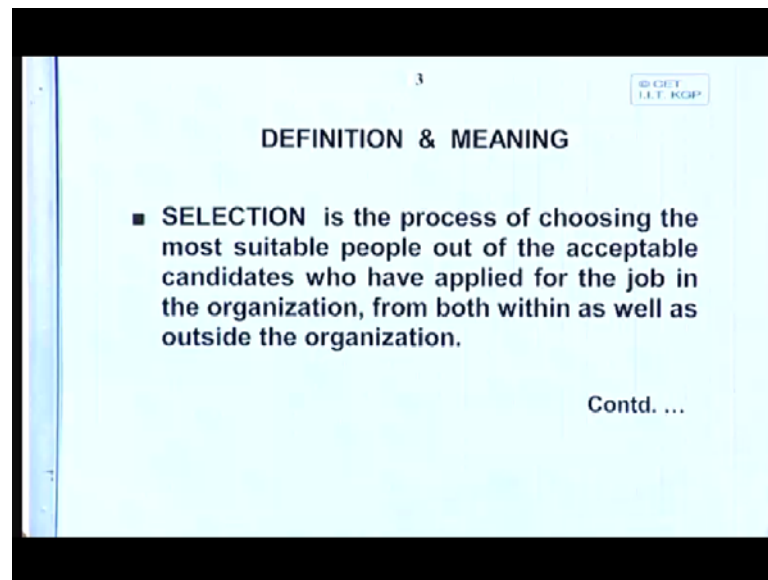 3
© CET
I.I.T. KGP
DEFINITION & MEANING
■ SELECTION is the process of choosing the
most suitable people out of the acceptable
candidates who have applied for the job in
the organization, from both within as well as
outside the organization.
Contd. ...